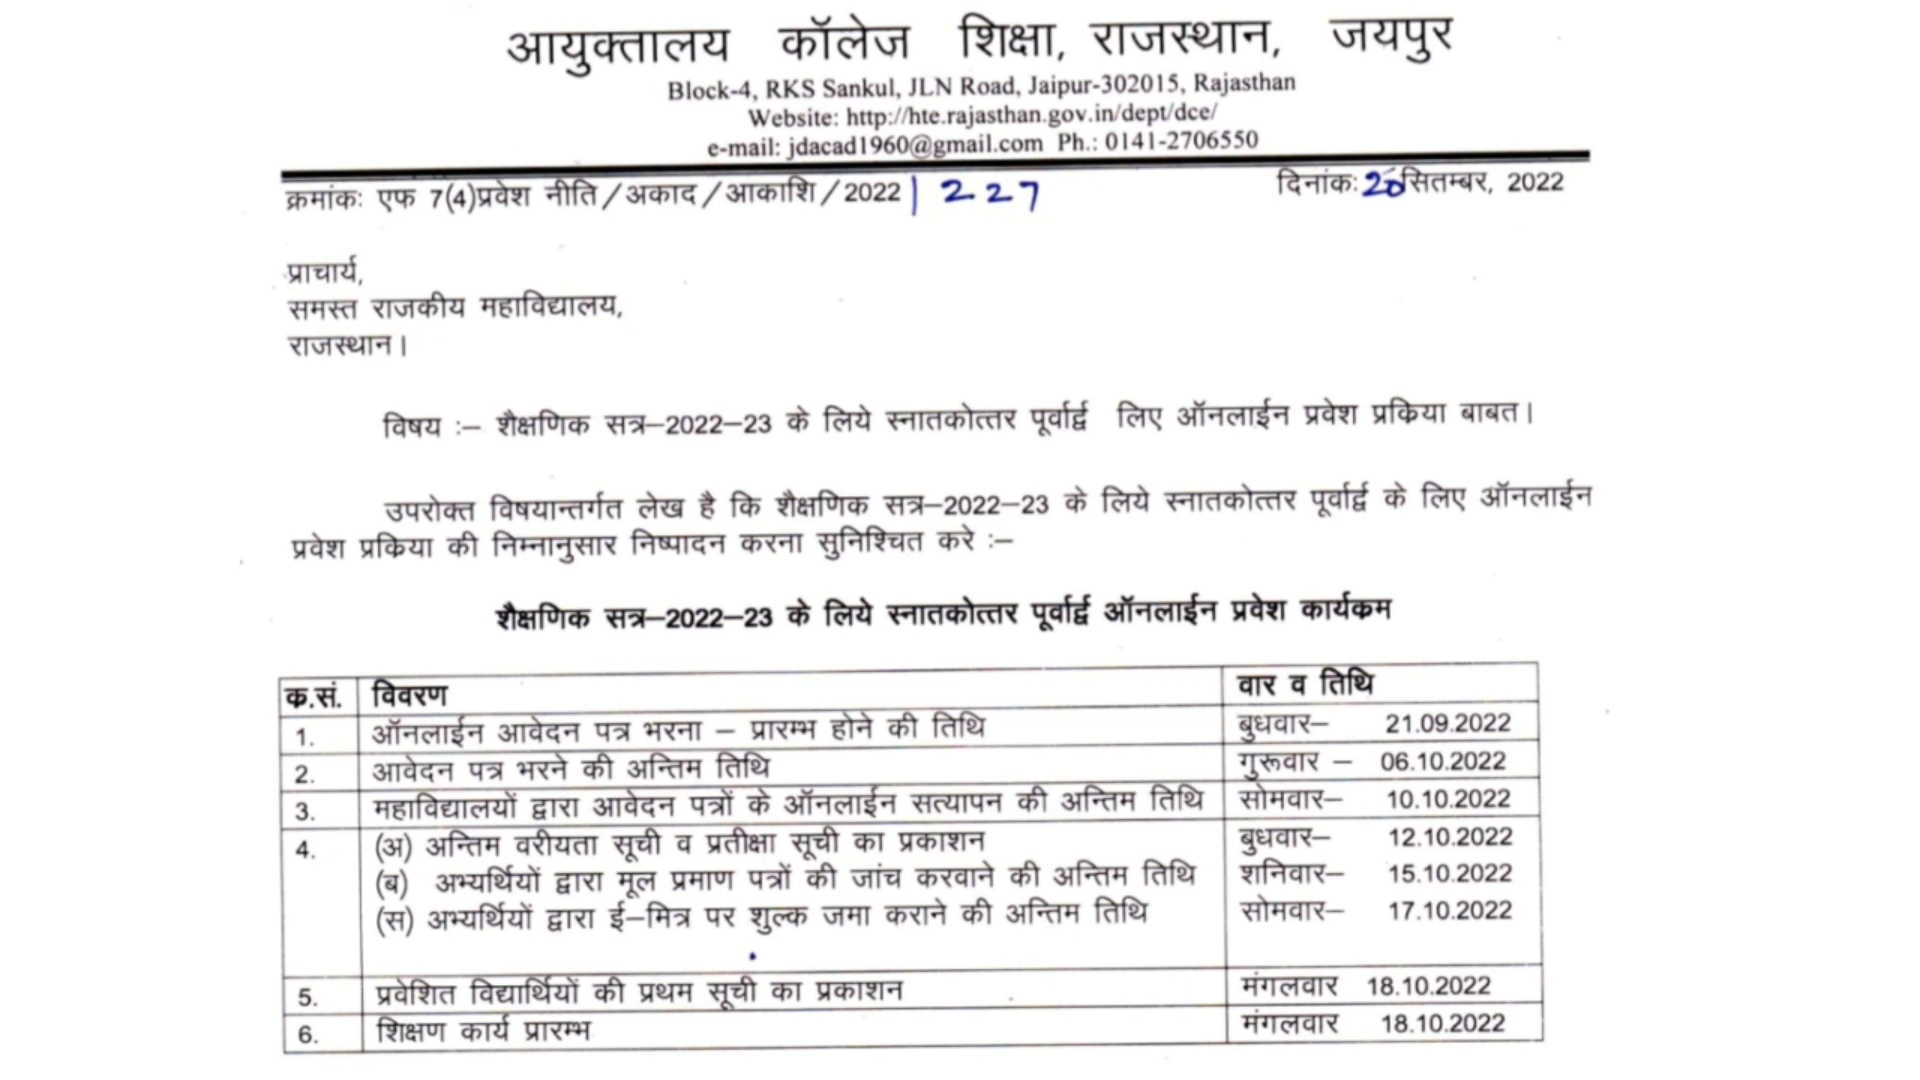 आयुक्तालय कॉलेज शिक्षा, राजस्थान, जयपुर
Block-4, RKS Sankul, JLN Road, Jaipur-302015, Rajasthan
Website: http://hte.rajasthan.gov.in/dept/dce/
e-mail: jdacad1960@gmail.com Ph.: 0141-2706550
क्रमांकः एफ 7(4)प्रवेश नीति/अकाद/आकाशि/2022| 227 दिनांकः20सितम्बर, 2022
प्राचार्य,
समस्त राजकीय महाविद्यालय,
राजस्थान।
विषय :– शैक्षणिक सत्र–2022–23 के लिये स्नातकोत्तर पूर्वार्द्ध लिए ऑनलाईन प्रवेश प्रकिया बाबत।
उपरोक्त विषयान्तर्गत लेख है कि शैक्षणिक सत्र–2022–23 के लिये स्नातकोत्तर पूर्वार्द्ध के लिए ऑनलाईन
प्रवेश प्रकिया की निम्नानुसार निष्पादन करना सुनिश्चित करे :–
शैक्षणिक सत्र–2022–23 के लिये स्नातकोत्तर पूर्वार्द्ध ऑनलाईन प्रवेश कार्यकम
क.सं. विवरण वार व तिथि
1. ऑनलाईन आवेदन पत्र भरना – प्रारम्भ होने की तिथि बुधवार– 21.09.2022
2. आवेदन पत्र भरने की अन्तिम तिथि गुरूवार – 06.10.2022
3. महाविद्यालयों द्वारा आवेदन पत्रों के ऑनलाईन सत्यापन की अन्तिम तिथि सोमवार– 10.10.2022
4. (अ) अन्तिम वरीयता सूची व प्रतीक्षा सूची का प्रकाशन बुधवार– 12.10.2022
(ब) अभ्यर्थियों द्वारा मूल प्रमाण पत्रों की जांच करवाने की अन्तिम तिथि शनिवार– 15.10.2022
(स) अभ्यर्थियों द्वारा ई–मित्र पर शुल्क जमा कराने की अन्तिम तिथि सोमवार– 17.10.2022
5. प्रवेशित विद्यार्थियों की प्रथम सूची का प्रकाशन मंगलवार 18.10.2022
6. शिक्षण कार्य प्रारम्भ मंगलवार 18.10.2022